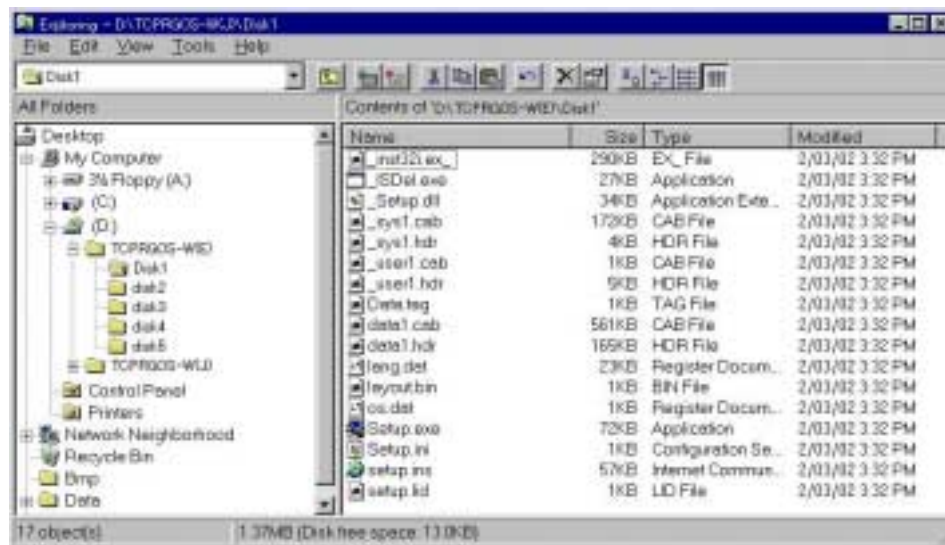 Exploring - D:\TOPRGOS-WIJ\Disk1
File Edit View Tools Help
Disk1
All Folders
Contents of 'D:\TOPRGOS-WIE)\Disk1'
Desktop
My Computer
3½ Floppy (A:)
(C:)
(D:)
TOPRGOS-WIE)
Disk1
disk2
disk3
disk4
disk5
TOPRGOS-WIJ)
Control Panel
Printers
Network Neighborhood
Recycle Bin
Bmp
Data
Name Size Type Modified
_inst32i.ex_ 290KB EX_ File 2/03/02 3:32 PM
_ISDel.exe 27KB Application 2/03/02 3:32 PM
_Setup.dll 34KB Application Exte... 2/03/02 3:32 PM
_sys1.cab 172KB CAB File 2/03/02 3:32 PM
_sys1.hdr 4KB HDR File 2/03/02 3:32 PM
_user1.cab 1KB CAB File 2/03/02 3:32 PM
_user1.hdr 9KB HDR File 2/03/02 3:32 PM
Data.tag 1KB TAG File 2/03/02 3:32 PM
data1.cab 561KB CAB File 2/03/02 3:32 PM
data1.hdr 165KB HDR File 2/03/02 3:32 PM
lang.dat 23KB Register Docum... 2/03/02 3:32 PM
layout.bin 1KB BIN File 2/03/02 3:32 PM
os.dat 1KB Register Docum... 2/03/02 3:32 PM
Setup.exe 72KB Application 2/03/02 3:32 PM
Setup.ini 1KB Configuration Se... 2/03/02 3:32 PM
setup.ins 57KB Internet Commun... 2/03/02 3:32 PM
setup.lid 1KB LID File 2/03/02 3:32 PM
17 object(s) 1.37MB (Disk free space: 13.0KB)